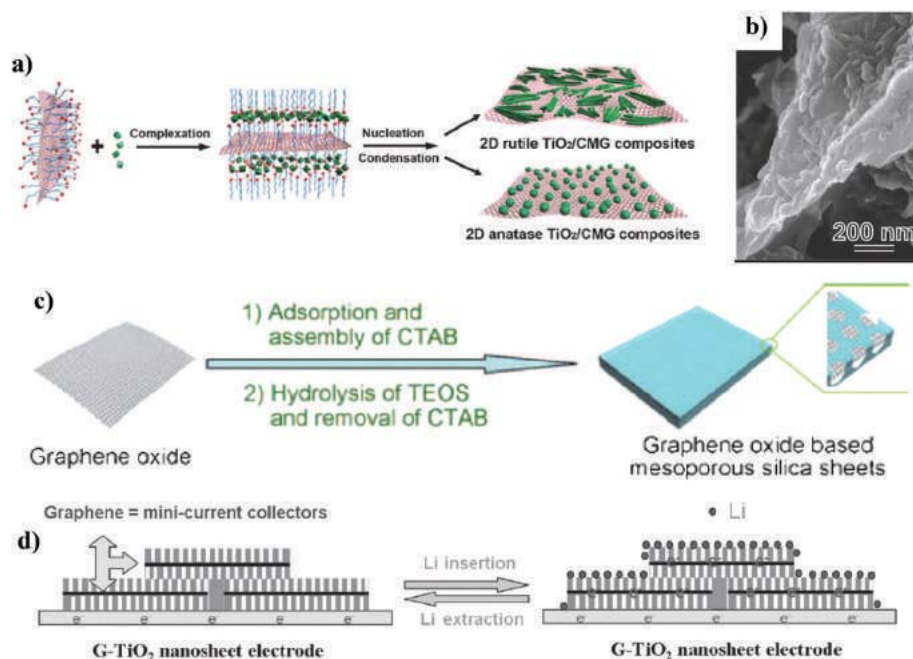 a)
+
Complexation
Nucleation
Condensation
2D rutile TiO₂/CMG composites
2D anatase TiO₂/CMG composites
b)
200 nm
c)
Graphene oxide
1) Adsorption and
assembly of CTAB
2) Hydrolysis of TEOS
and removal of CTAB
Graphene oxide based
mesoporous silica sheets
Graphene = mini-current collectors
d)
e⁻ e⁻ e⁻ e⁻ e⁻
G-TiO₂ nanosheet electrode
Li insertion
Li extraction
Li
e⁻ e⁻ e⁻ e⁻ e⁻
G-TiO₂ nanosheet electrode